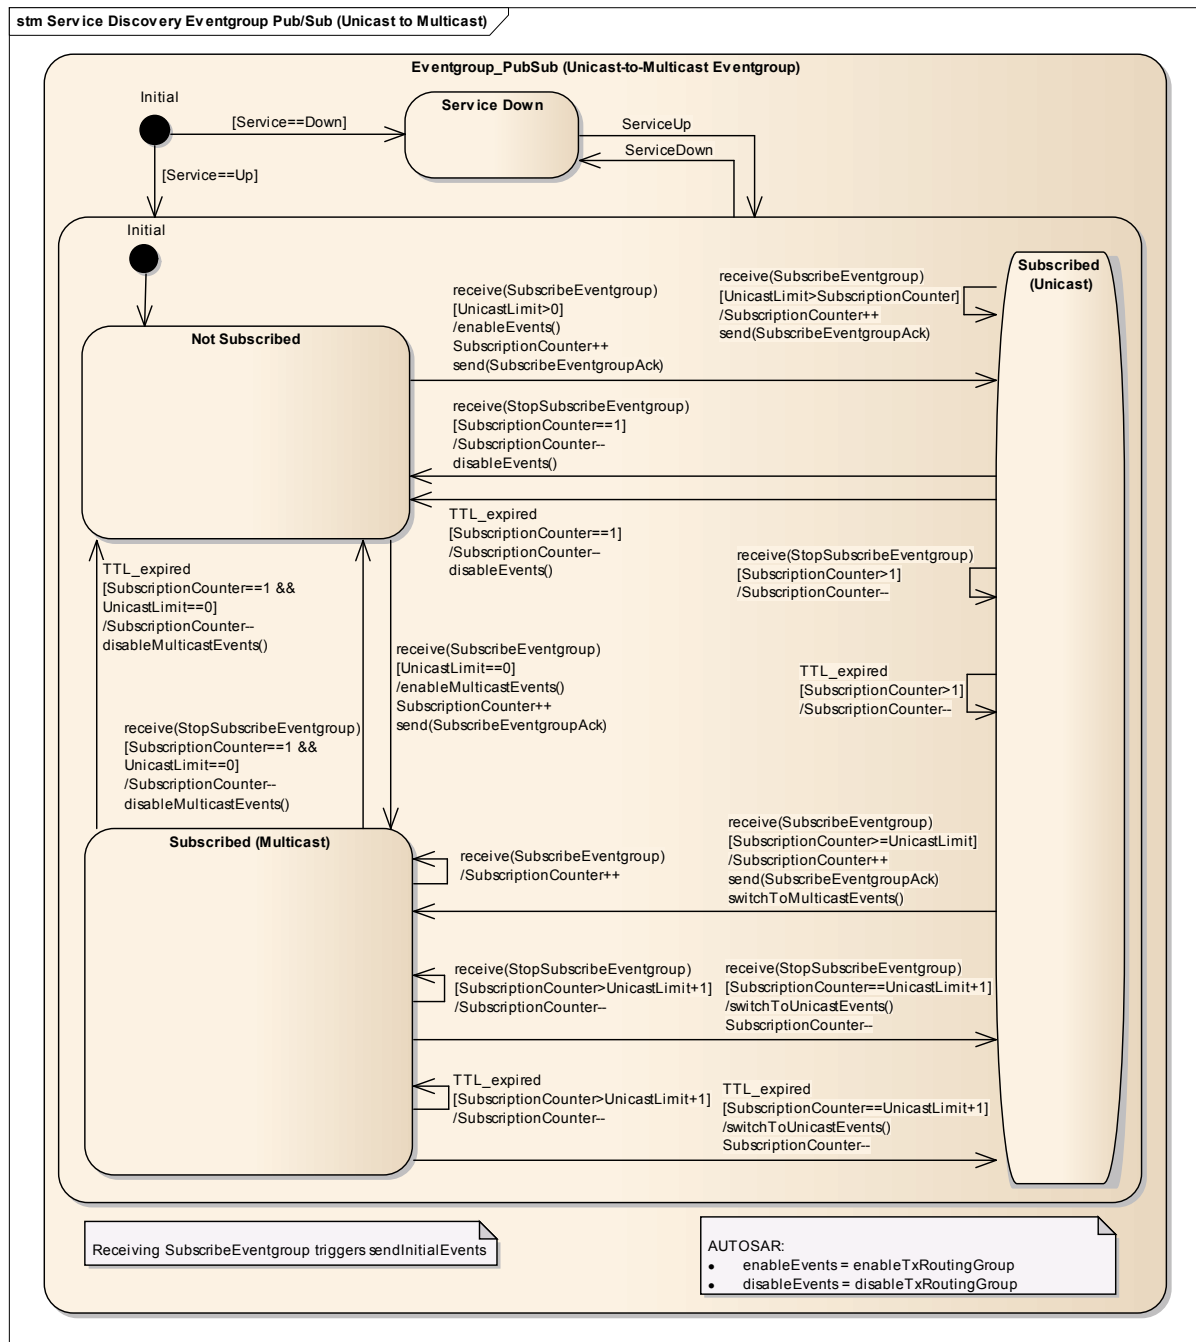 stm Service Discovery Eventgroup Pub/Sub (Unicast to Multicast)
Eventgroup_PubSub (Unicast-to-Multicast Eventgroup)
Initial
Service Down
[Service==Down]
ServiceUp
ServiceDown
[Service==Up]
Initial
Subscribed
(Unicast)
receive(SubscribeEventgroup)
[UnicastLimit>SubscriptionCounter]
/SubscriptionCounter++
send(SubscribeEventgroupAck)
receive(SubscribeEventgroup)
[UnicastLimit>0]
/enableEvents()
SubscriptionCounter++
send(SubscribeEventgroupAck)
Not Subscribed
receive(StopSubscribeEventgroup)
[SubscriptionCounter==1]
/SubscriptionCounter--
disableEvents()
TTL_expired
[SubscriptionCounter==1]
/SubscriptionCounter--
disableEvents()
receive(StopSubscribeEventgroup)
[SubscriptionCounter>1]
/SubscriptionCounter--
TTL_expired
[SubscriptionCounter==1 &&
UnicastLimit==0]
/SubscriptionCounter--
disableMulticastEvents()
receive(SubscribeEventgroup)
[UnicastLimit==0]
/enableMulticastEvents()
SubscriptionCounter++
send(SubscribeEventgroupAck)
TTL_expired
[SubscriptionCounter>1]
/SubscriptionCounter--
receive(StopSubscribeEventgroup)
[SubscriptionCounter==1 &&
UnicastLimit==0]
/SubscriptionCounter--
disableMulticastEvents()
receive(SubscribeEventgroup)
[SubscriptionCounter>=UnicastLimit]
/SubscriptionCounter++
send(SubscribeEventgroupAck)
switchToMulticastEvents()
Subscribed (Multicast)
receive(SubscribeEventgroup)
/SubscriptionCounter++
receive(StopSubscribeEventgroup)
[SubscriptionCounter>UnicastLimit+1]
/SubscriptionCounter--
receive(StopSubscribeEventgroup)
[SubscriptionCounter==UnicastLimit+1]
/switchToUnicastEvents()
SubscriptionCounter--
TTL_expired
[SubscriptionCounter>UnicastLimit+1]
/SubscriptionCounter--
TTL_expired
[SubscriptionCounter==UnicastLimit+1]
/switchToUnicastEvents()
SubscriptionCounter--
Receiving SubscribeEventgroup triggers sendInitialEvents
AUTOSAR:
• enableEvents = enableTxRoutingGroup
• disableEvents = disableTxRoutingGroup